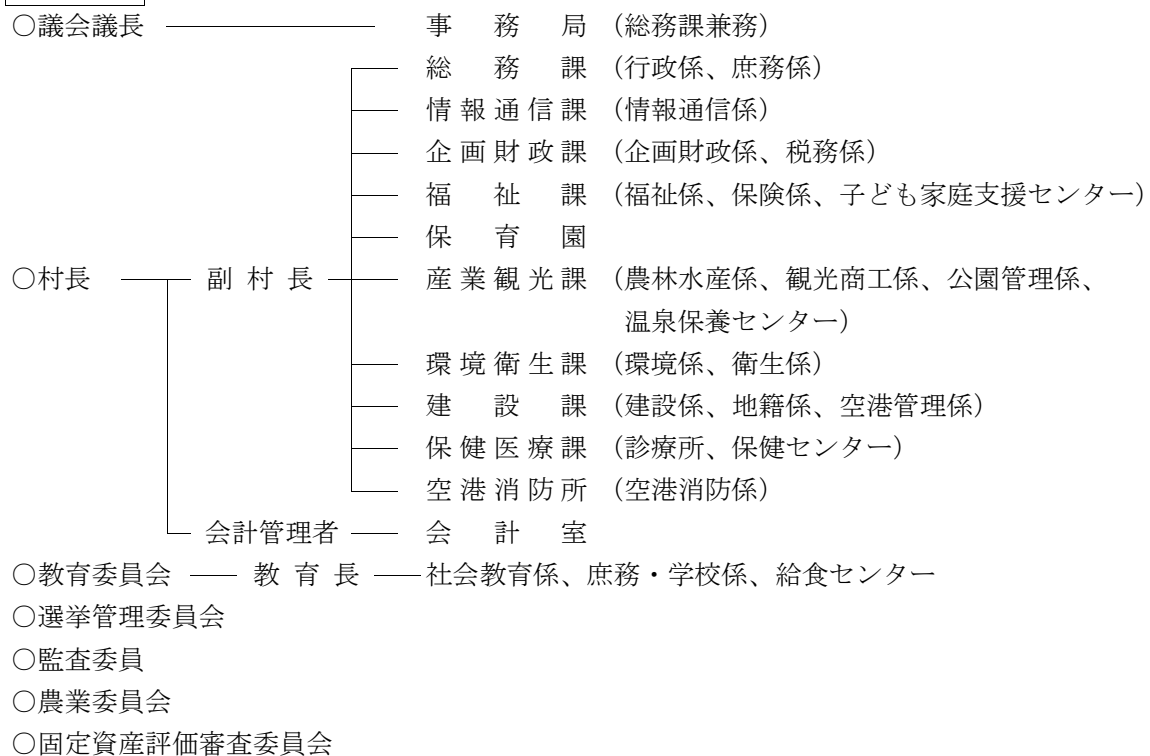 ○議会議長 事務局（総務課兼務）
総務課（行政係、庶務係）
情報通信課（情報通信係）
企画財政課（企画財政係、税務係）
福祉課（福祉係、保険係、子ども家庭支援センター）
保育園
○村長 副村長 産業観光課（農林水産係、観光商工係、公園管理係、
温泉保養センター）
環境衛生課（環境係、衛生係）
建設課（建設係、地籍係、空港管理係）
保健医療課（診療所、保健センター）
空港消防所（空港消防係）
会計管理者 会計室
○教育委員会 教育長 社会教育係、庶務・学校係、給食センター
○選挙管理委員会
○監査委員
○農業委員会
○固定資産評価審査委員会